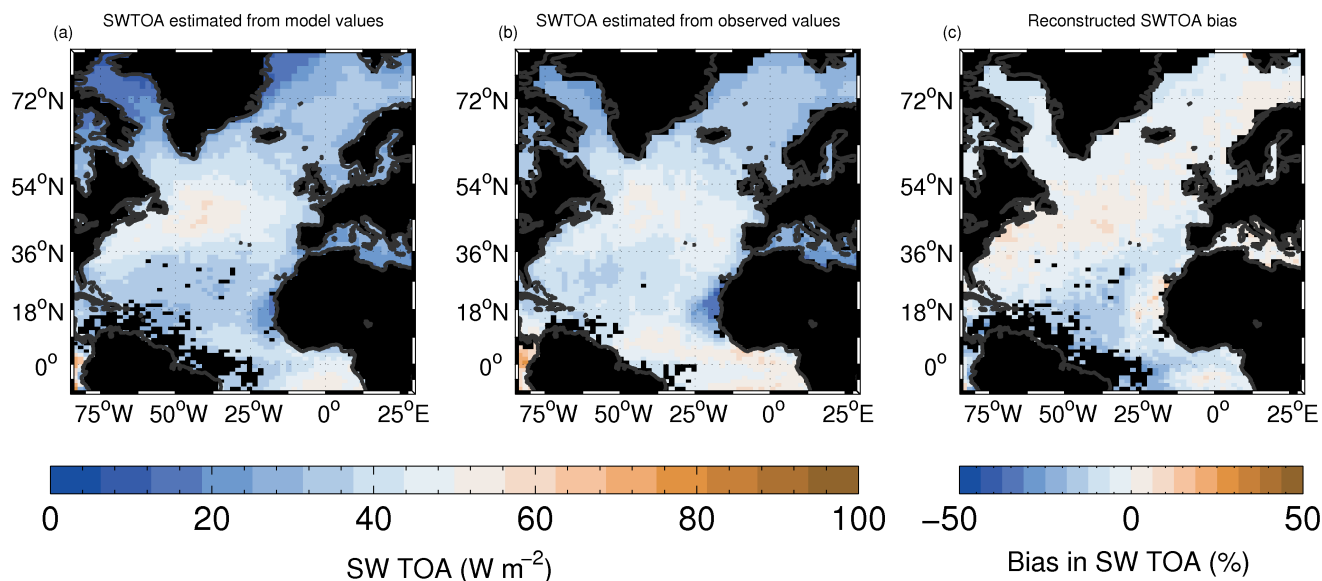 SWTOA estimated from model values
SWTOA estimated from observed values
Reconstructed SWTOA bias
(a)
(b)
(c)
72°N
54°N
36°N
18°N
0°
75°W 50°W 25°W 0° 25°E
72°N
54°N
36°N
18°N
0°
75°W 50°W 25°W 0° 25°E
72°N
54°N
36°N
18°N
0°
75°W 50°W 25°W 0° 25°E
0 20 40 60 80 100
SW TOA (W m⁻²)
−50 0 50
Bias in SW TOA (%)